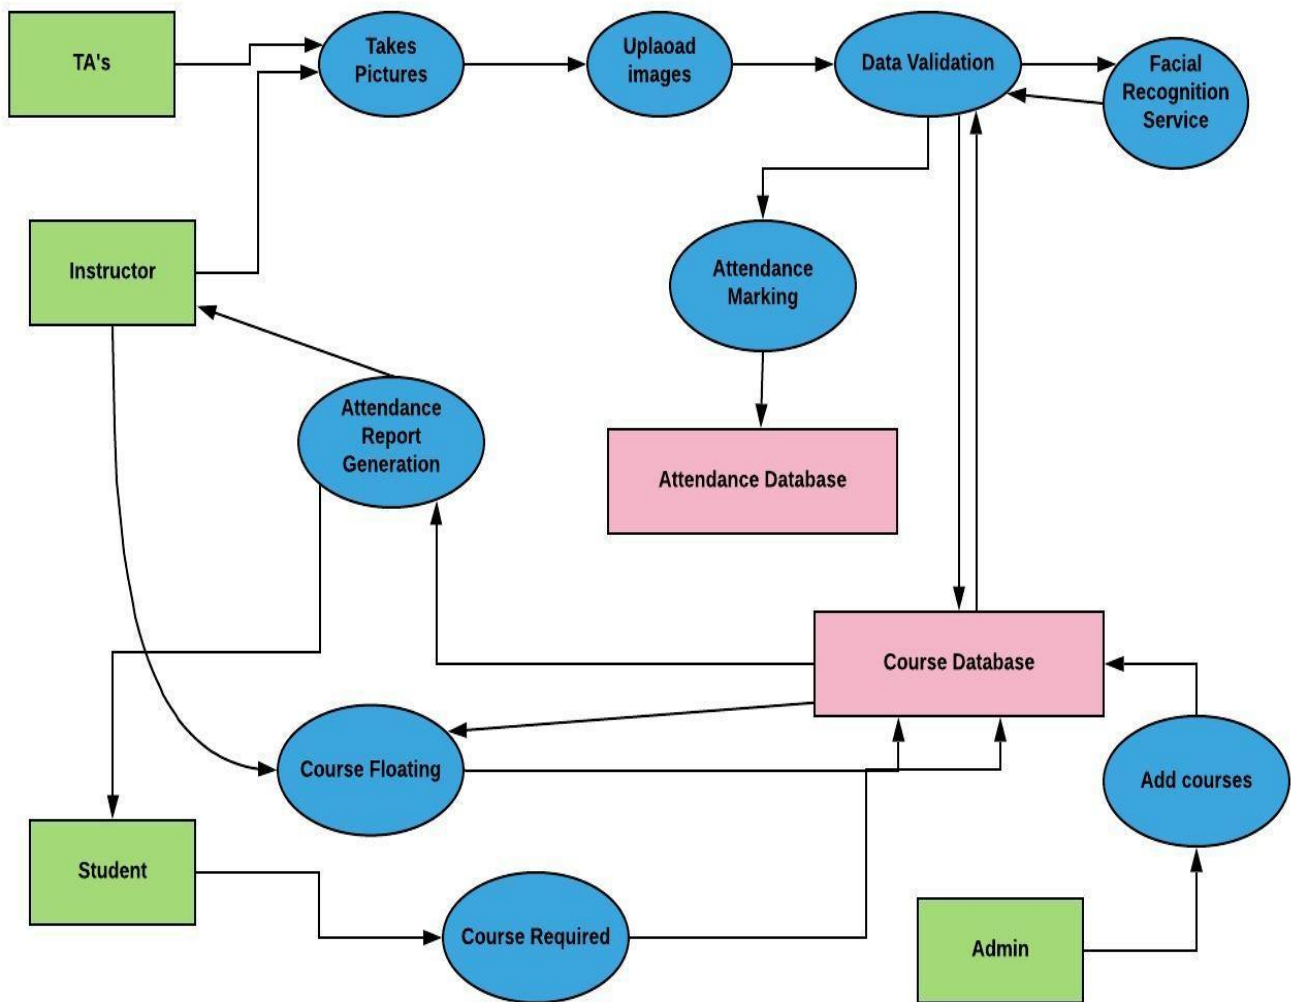 TA's
Takes
Pictures
Uplaoad
images
Data Validation
Facial
Recognition
Service
Instructor
Attendance
Marking
Attendance
Report
Generation
Attendance Database
Course Database
Course Floating
Add courses
Student
Course Required
Admin